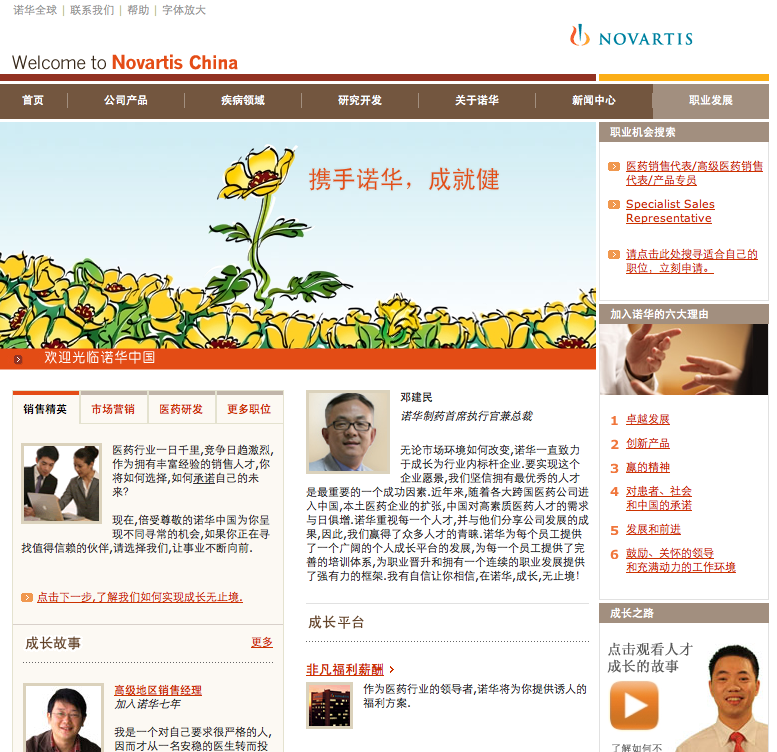 诺华全球 | 联系我们 | 帮助 | 字体放大
NOVARTIS
Welcome to Novartis China
首页
公司产品
疾病领域
研究开发
关于诺华
新闻中心
职业发展
携手诺华，成就健
欢迎光临诺华中国
职业机会搜索
医药销售代表/高级医药销售
代表/产品专员
Specialist Sales
Representative
请点击此处搜寻适合自己的
职位，立刻申请。
加入诺华的六大理由
1 卓越发展
2 创新产品
3 赢的精神
4 对患者、社会
和中国的承诺
5 发展和前进
6 鼓励、关怀的领导
和充满动力的工作环境
成长之路
点击观看人才
成长的故事
了解如何不
销售精英
市场营销
医药研发
更多职位
医药行业一日千里,竞争日趋激烈,
作为拥有丰富经验的销售人才,你
将如何选择,如何承诺自己的未
来?
现在,倍受尊敬的诺华中国为你呈
现不同寻常的机会,如果你正在寻
找值得信赖的伙伴,请选择我们,让事业不断向前.
点击下一步,了解我们如何实现成长无止境.
成长故事
更多
高级地区销售经理
加入诺华七年
我是一个对自己要求很严格的人,
因而才从一名安稳的医生转而投
邓建民
诺华制药首席执行官兼总裁
无论市场环境如何改变,诺华一直致力
于成长为行业内标杆企业.要实现这个
企业愿景,我们坚信拥有最优秀的人才
是最重要的一个成功因素.近年来,随着各大跨国医药公司进
入中国,本土医药企业的扩张,中国对高素质医药人才的需求
与日俱增.诺华重视每一个人才,并与他们分享公司发展的成
果,因此,我们赢得了众多人才的青睐.诺华为每个员工提供
了一个广阔的个人成长平台的发展,为每一个员工提供了完
善的培训体系,为职业晋升和拥有一个连续的职业发展提供
了强有力的框架.我有自信让你相信,在诺华,成长,无止境!
成长平台
非凡福利薪酬
作为医药行业的领导者,诺华将为你提供诱人的
福利方案.